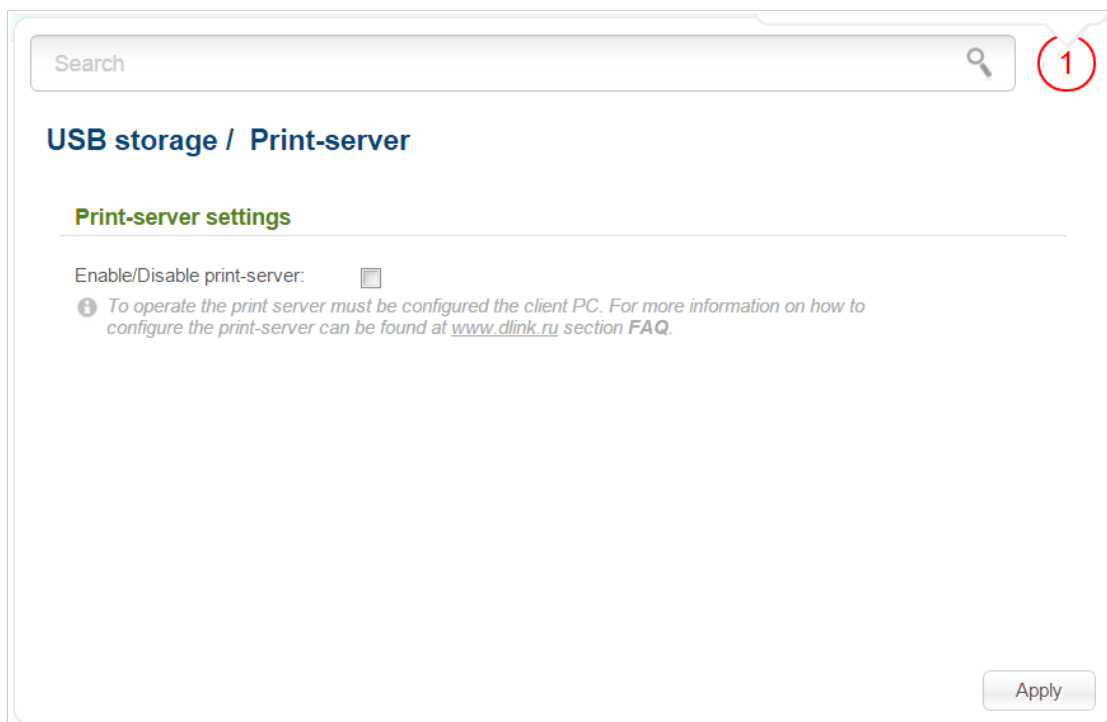 Search
1
USB storage /  Print-server
Print-server settings
Enable/Disable print-server:
To operate the print server must be configured the client PC. For more information on how to
configure the print-server can be found at www.dlink.ru section FAQ.
Apply